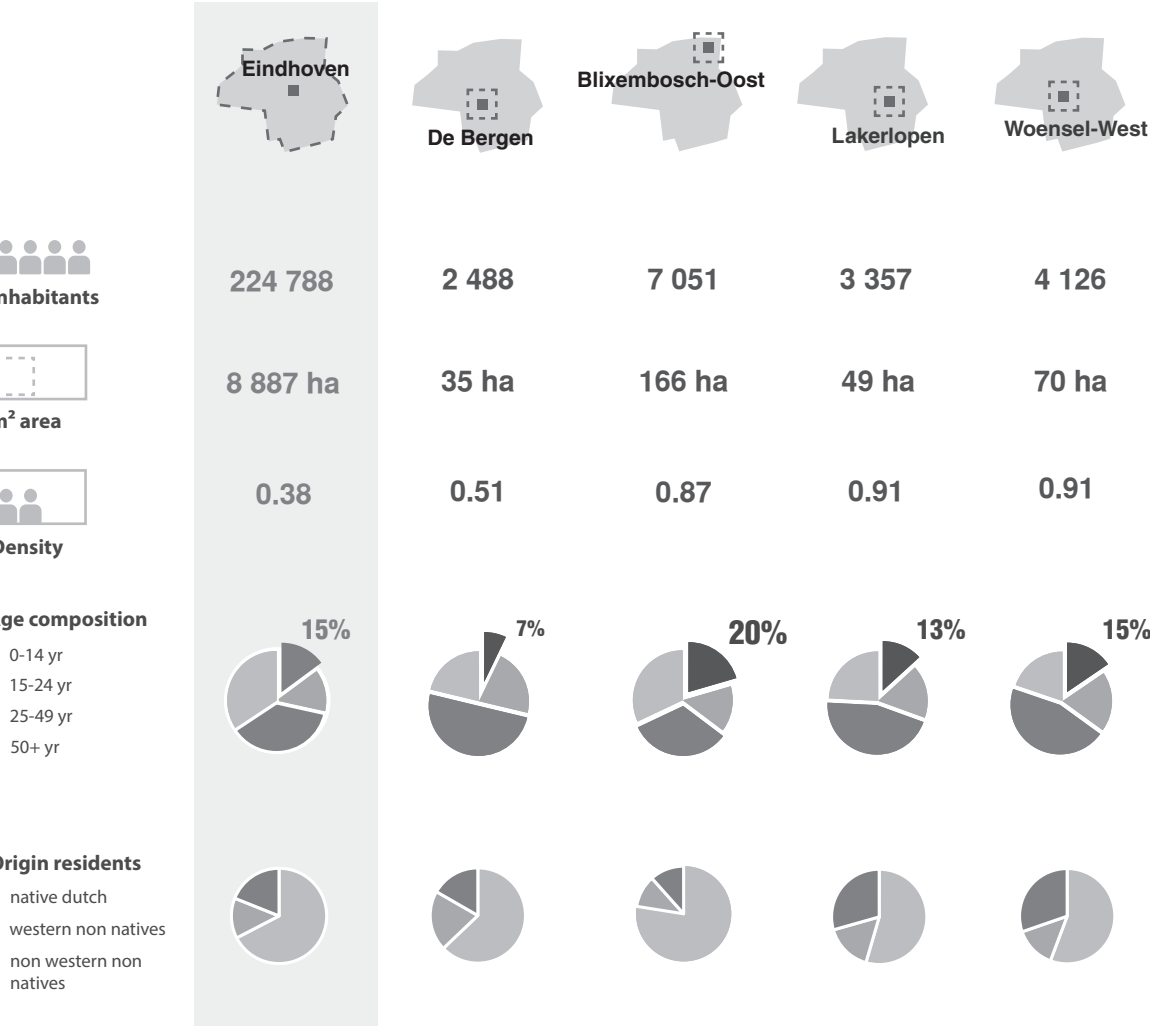 Eindhoven
De Bergen
Blixembosch-Oost
Lakerlopen
Woensel-West
nhabitants
224 788
2 488
7 051
3 357
4 126
m² area
8 887 ha
35 ha
166 ha
49 ha
70 ha
Density
0.38
0.51
0.87
0.91
0.91
ge composition
0-14 yr
15-24 yr
25-49 yr
50+ yr
15%
7%
20%
13%
15%
Origin residents
native dutch
western non natives
non western non
natives